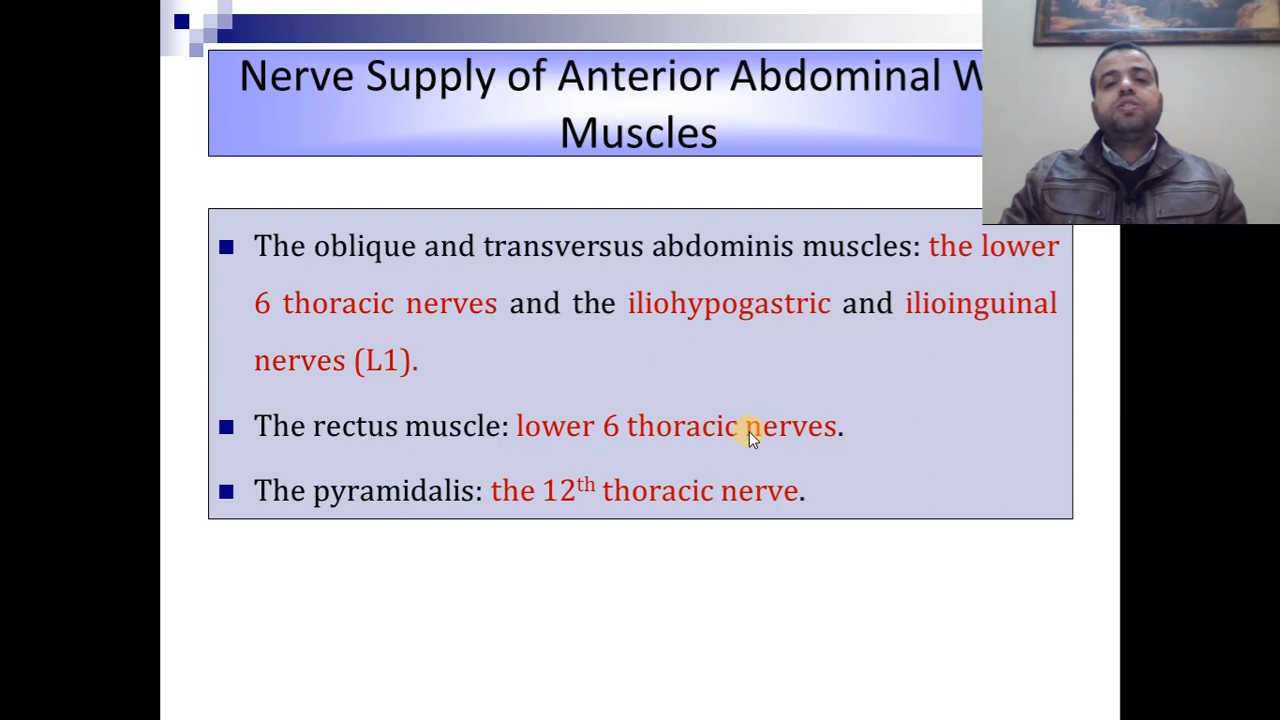 Nerve Supply of Anterior Abdominal W
Muscles
The oblique and transversus abdominis muscles: the lower
6 thoracic nerves and the iliohypogastric and ilioinguinal
nerves (L1).
The rectus muscle: lower 6 thoracic nerves.
The pyramidalis: the 12th thoracic nerve.